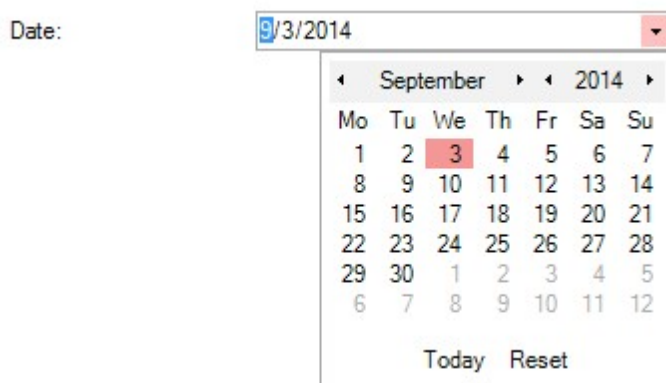 Date: 9/3/2014
September 2014
Mo Tu We Th Fr Sa Su
1 2 3 4 5 6 7
8 9 10 11 12 13 14
15 16 17 18 19 20 21
22 23 24 25 26 27 28
29 30 1 2 3 4 5
6 7 8 9 10 11 12
Today Reset